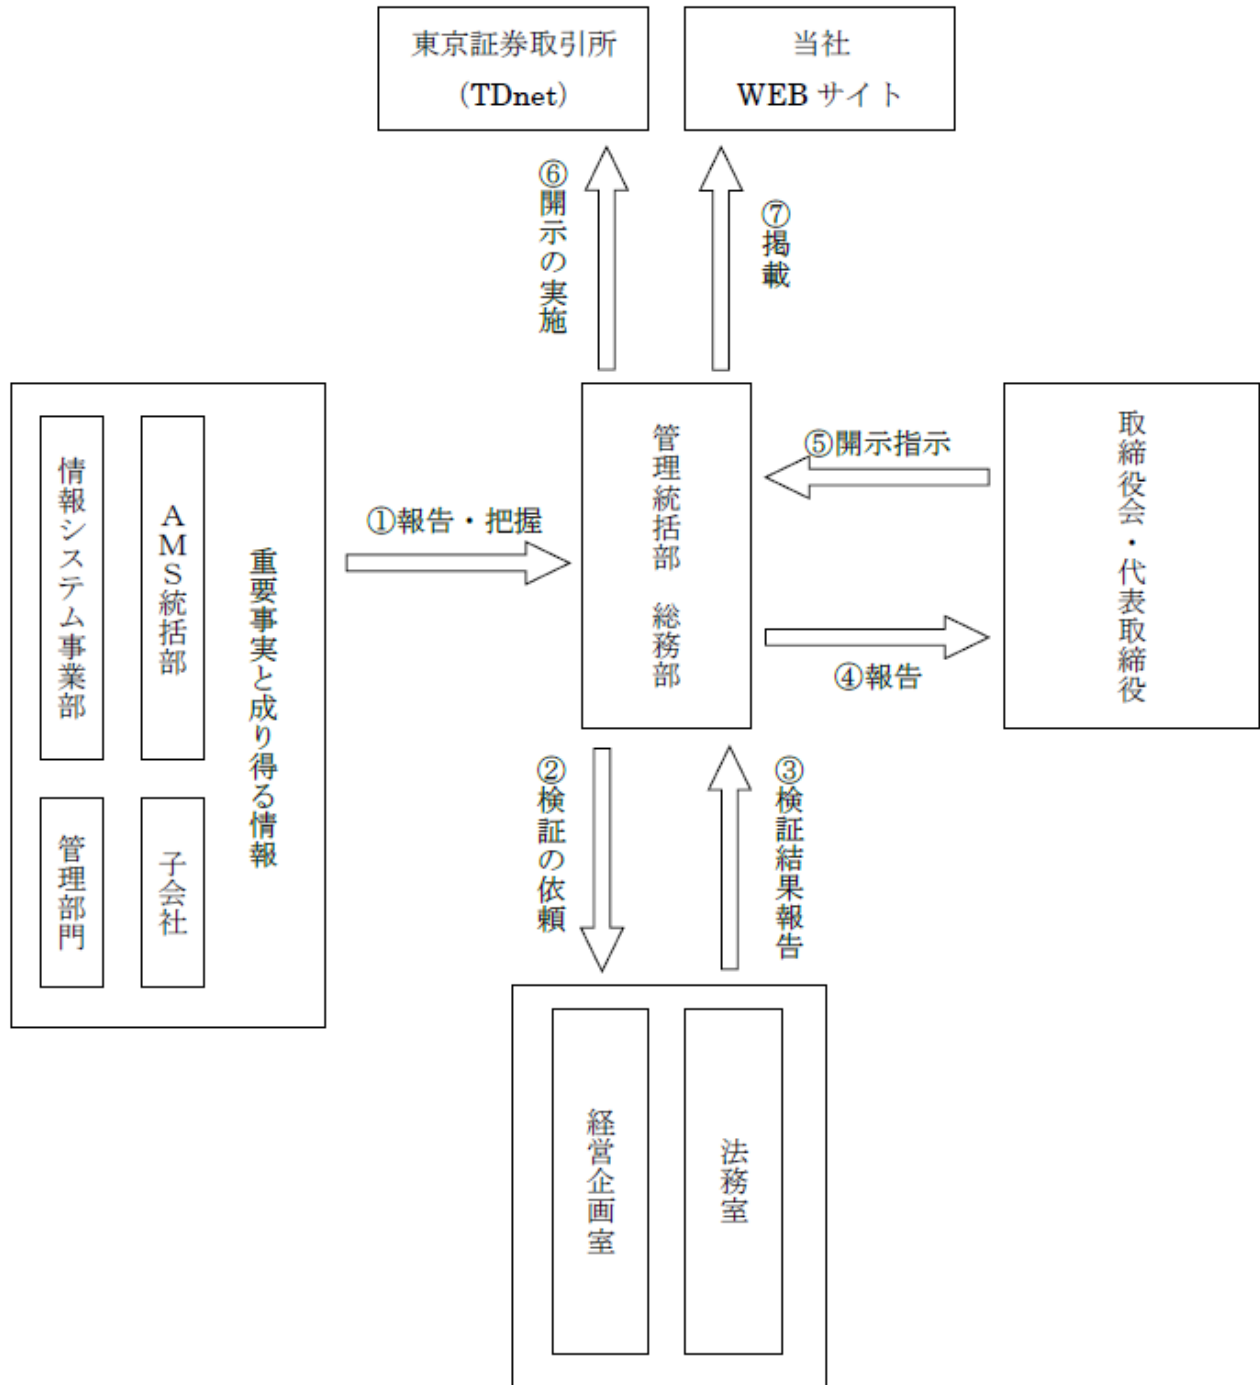 東京証券取引所
（TDnet）
当社
WEB サイト
⑥開示の実施
⑦掲載
情報システム事業部
AMS統括部
重要事実と成り得る情報
管理部門
子会社
①報告・把握
管理統括部　総務部
⑤開示指示
④報告
取締役会・代表取締役
②検証の依頼
③検証結果報告
経営企画室
法務室